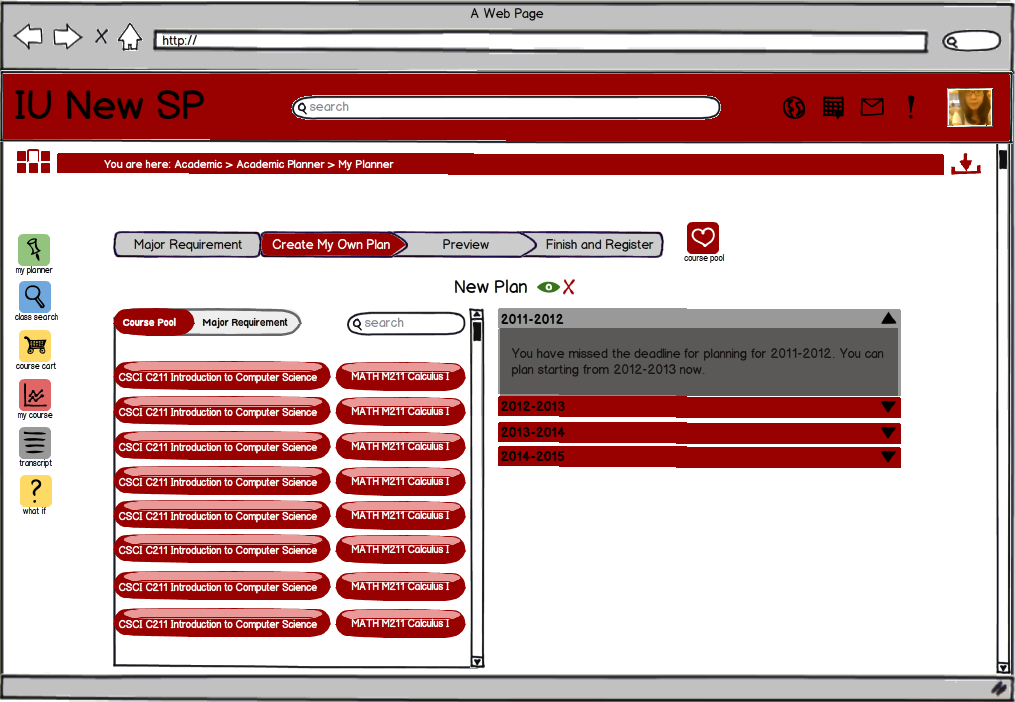 A Web Page
http://
IU New SP
search
You are here: Academic > Academic Planner > My Planner
Major Requirement
Create My Own Plan
Preview
Finish and Register
course pool
my planner
class search
course cart
my course
transcript
what if
New Plan
Course Pool
Major Requirement
search
CSCI C211 Introduction to Computer Science
MATH M211 Calculus I
CSCI C211 Introduction to Computer Science
MATH M211 Calculus I
CSCI C211 Introduction to Computer Science
MATH M211 Calculus I
CSCI C211 Introduction to Computer Science
MATH M211 Calculus I
CSCI C211 Introduction to Computer Science
MATH M211 Calculus I
CSCI C211 Introduction to Computer Science
MATH M211 Calculus I
CSCI C211 Introduction to Computer Science
MATH M211 Calculus I
CSCI C211 Introduction to Computer Science
MATH M211 Calculus I
2011-2012
You have missed the deadline for planning for 2011-2012. You can
plan starting from 2012-2013 now.
2012-2013
2013-2014
2014-2015